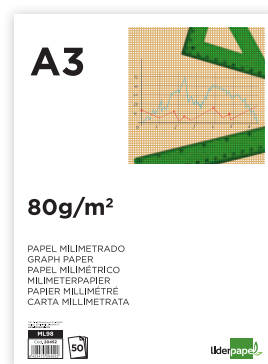 A3
80g/m²
PAPEL MILIMETRADO
GRAPH PAPER
PAPEL MILIMÉTRICO
MILIMETERPAPIER
PAPIER MILLIMÉTRÉ
CARTA MILLIMETRATA
ML98
50
liderpapel